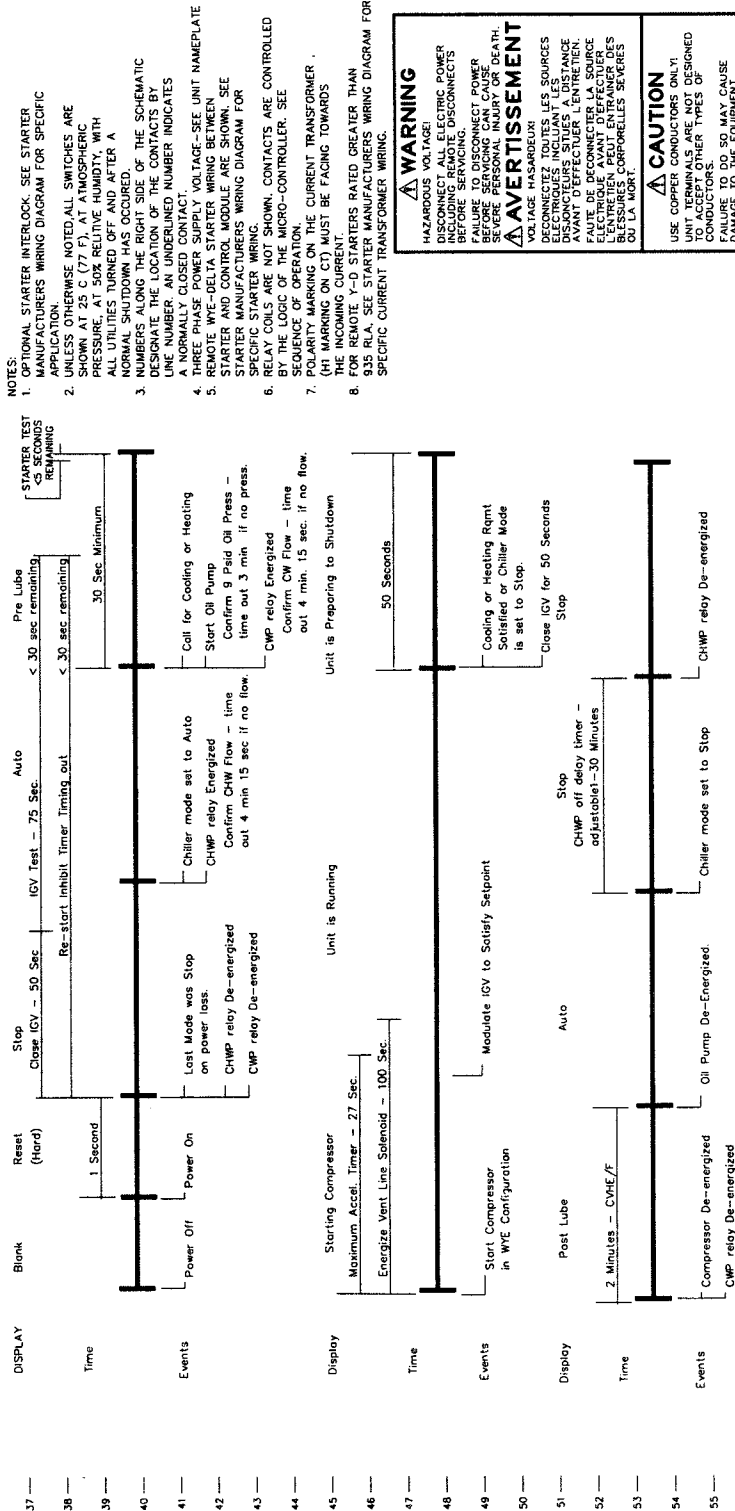 37
38
39
40
41
42
43
44
45
46
47
48
49
50
51
52
53
54
55
DISPLAY
Blank
Reset
(Hard)
Stop
Auto
Pre Lube
STARTER TEST
<5 SECONDS
REMAINING
Close IGV - 50 Sec
IGV Test - 75 Sec.
< 30 sec remaining
Re-start Inhibit Timer Timing out
< 30 sec remaining
1 Second
30 Sec Minimum
Time
Events
Power Off
Power On
Last Mode was Stop
on power loss.
CHWP relay De-energized
CWP relay De-energized
Chiller mode set to Auto
CHWP relay Energized
Confirm CHW Flow - time
out 4 min 15 sec if no flow.
Call for Cooling or Heating
Start Oil Pump
Confirm 9 Psid Oil Press -
time out 3 min if no press.
CWP relay Energized
Confirm CW Flow - time
out 4 min. 15 sec. if no flow.
Display
Starting Compressor
Unit is Running
Unit is Preparing to Shutdown
Maximum Accel. Timer - 27 Sec.
Energize Vent Line Solenoid - 100 Sec.
50 Seconds
Time
Events
Start Compressor
in WYE Configuration
Modulate IGV to Satisfy Setpoint
Cooling or Heating Rqmt
Satisfied or Chiller Mode
is set to Stop.
Close IGV for 50 Seconds
Display
Post Lube
Auto
Stop
Stop
2 Minutes - CVHE/F
CHWP off delay timer -
adjustable1-30 Minutes
Time
Events
Compressor De-energized
CWP relay De-energized
Oil Pump De-Energized.
Chiller mode set to Stop
CHWP relay De-energized
NOTES:
1. OPTIONAL STARTER INTERLOCK. SEE STARTER
MANUFACTURERS WIRING DIAGRAM FOR SPECIFIC
APPLICATION.
2. UNLESS OTHERWISE NOTED,ALL SWITCHES ARE
SHOWN AT 25 C (77 F), AT ATMOSPHERIC
PRESSURE, AT 50% RELITIVE HUMIDITY, WITH
ALL UTILITIES TURNED OFF AND AFTER A
NORMAL SHUTDOWN HAS OCCURED.
3. NUMBERS ALONG THE RIGHT SIDE OF THE SCHEMATIC
DESIGNATE THE LOCATION OF THE CONTACTS BY
LINE NUMBER. AN UNDERLINED NUMBER INDICATES
A NORMALLY CLOSED CONTACT.
4. THREE PHASE POWER SUPPLY VOLTAGE-SEE UNIT NAMEPLATE
5. REMOTE WYE-DELTA STARTER WIRING BETWEEN
STARTER AND CONTROL MODULE ARE SHOWN. SEE
STARTER MANUFACTURERS WIRING DIAGRAM FOR
SPECIFIC STARTER WIRING.
6. RELAY COILS ARE NOT SHOWN. CONTACTS ARE CONTROLLED
BY THE LOGIC OF THE MICRO-CONTROLLER. SEE
SEQUENCE OF OPERATION.
7. POLARITY MARKING ON THE CURRENT TRANSFORMER .
(H1 MARKING ON CT) MUST BE FACING TOWARDS
THE INCOMING CURRENT.
8. FOR REMOTE Y-D STARTERS RATED GREATER THAN
935 RLA, SEE STARTER MANUFACTURERS WIRING DIAGRAM FOR
SPECIFIC CURRENT TRANSFORMER WIRING.
WARNING
HAZARDOUS VOLTAGE!
DISCONNECT ALL ELECTRIC POWER
INCLUDING REMOTE DISCONNECTS
BEFORE SERVICING.
FAILURE TO DISCONNECT POWER
BEFORE SERVICING CAN CAUSE
SEVERE PERSONAL INJURY OR DEATH.
AVERTISSEMENT
VOLTAGE HASARDEUX!
DECONNECTEZ TOUTES LES SOURCES
ELECTRIQUES INCLUANT LES
DISJONCTEURS SITUES A DISTANCE
AVANT D'EFFECTUER L'ENTRETIEN.
FAUTE DE DECONNECTER LA SOURCE
ELECTRIQUE AVANT D'EFFECTUER
L'ENTRETIEN PEUT ENTRAINER DES
BLESSURES CORPORELLES SEVERES
OU LA MORT.
CAUTION
USE COPPER CONDUCTORS ONLY!
UNIT TERMINALS ARE NOT DESIGNED
TO ACCEPT OTHER TYPES OF
CONDUCTORS.
FAILURE TO DO SO MAY CAUSE
DAMAGE TO THE EQUIPMENT.